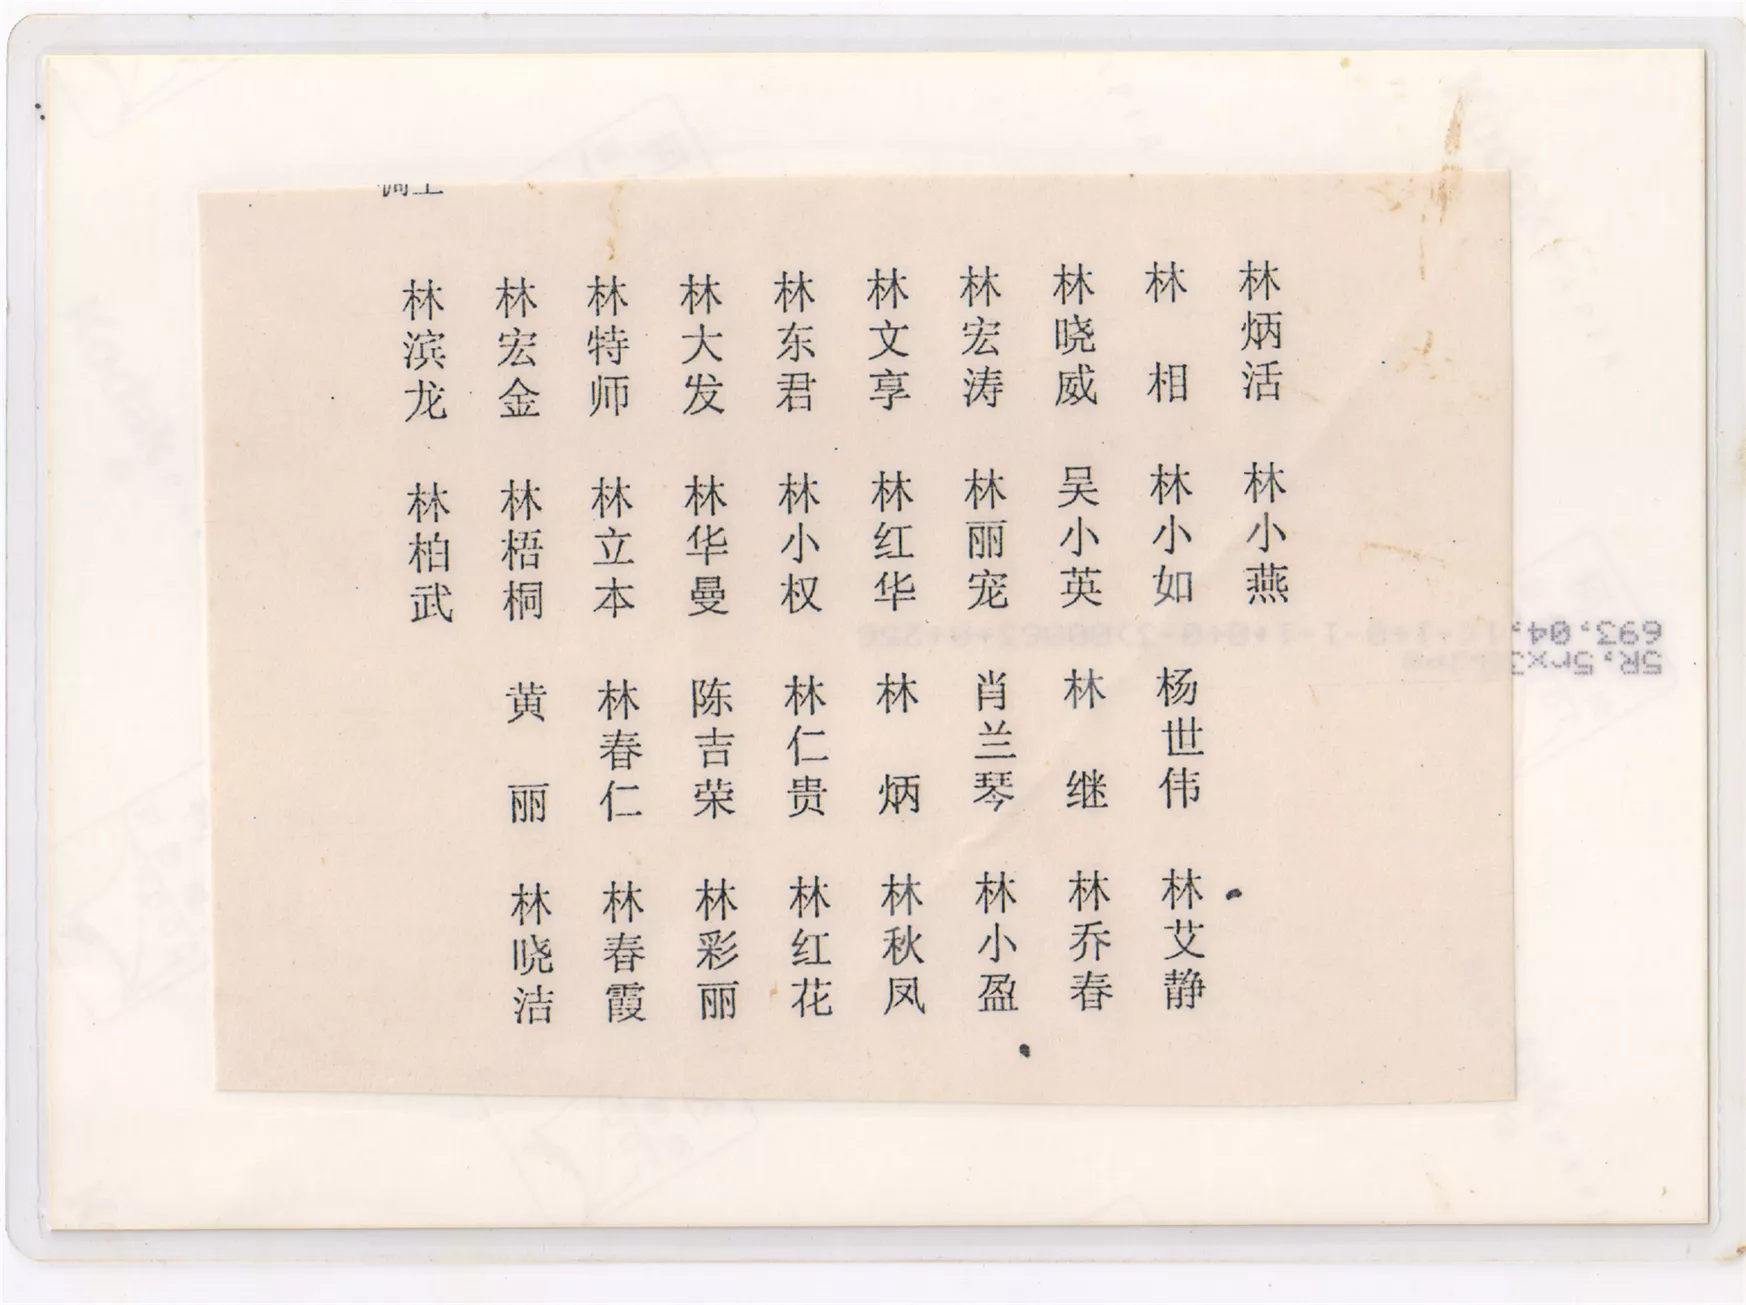 林炳活 林小燕
林 相 林小如 杨世伟 林艾静
林晓威 吴小英 林 继 林乔春
林宏涛 林丽宠 肖兰琴 林小盈
林文享 林红华 林 炳 林秋凤
林东君 林小权 林仁贵 林红花
林大发 林华曼 陈吉荣 林彩丽
林特师 林立本 林春仁 林春霞
林宏金 林梧桐 黄 丽 林晓洁
林滨龙 林柏武